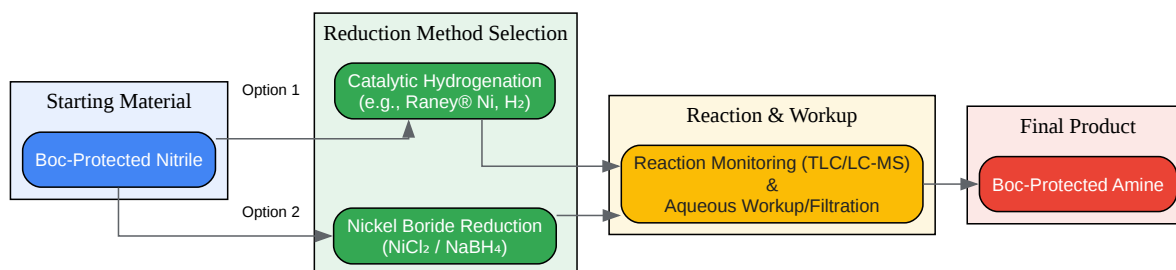 Starting Material
Boc-Protected Nitrile
Option 1
Option 2
Reduction Method Selection
Catalytic Hydrogenation
(e.g., Raney® Ni, H₂)
Nickel Boride Reduction
(NiCl₂ / NaBH₄)
Reaction & Workup
Reaction Monitoring (TLC/LC-MS)
&
Aqueous Workup/Filtration
Final Product
Boc-Protected Amine